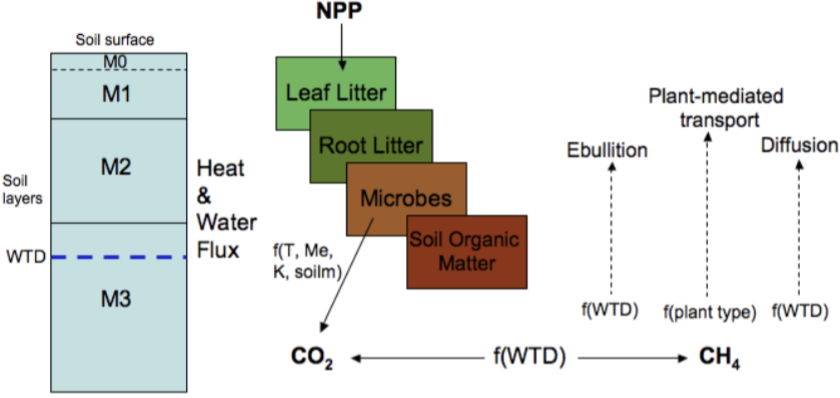 Soil surface
M0
M1
M2
Soil
layers
WTD
M3
Heat
&
Water
Flux
NPP
Leaf Litter
Root Litter
Microbes
Soil Organic
Matter
f(T, Me,
K, soilm)
CO₂
f(WTD)
CH₄
Ebullition
Plant-mediated
transport
Diffusion
f(WTD)
f(plant type)
f(WTD)